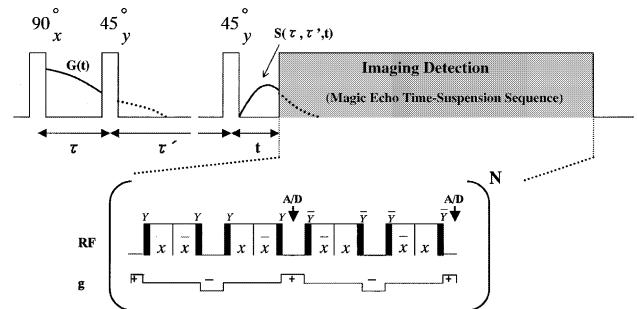 90°x 45°y 45°y
S(τ, τ',t)
G(t)
Imaging Detection
(Magic Echo Time-Suspension Sequence)
τ τ´ t
N
A/D A/D
Y Y Y Y Y̅ Y̅ Y̅ Y̅
RF x x̅ x x̅ x̅ x x̅ x
g + − + − +